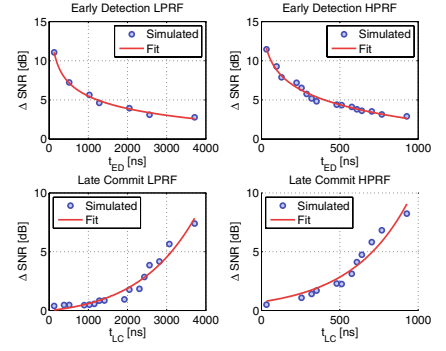 Early Detection LPRF
Early Detection HPRF
15
10
5
0
Δ SNR [dB]
Simulated
Fit
0 1000 2000 3000 4000
t_ED [ns]
15
10
5
0
Δ SNR [dB]
Simulated
Fit
0 500 1000
t_ED [ns]
Late Commit LPRF
Late Commit HPRF
10
5
0
Δ SNR [dB]
Simulated
Fit
0 1000 2000 3000 4000
t_LC [ns]
10
5
0
Δ SNR [dB]
Simulated
Fit
0 500 1000
t_LC [ns]